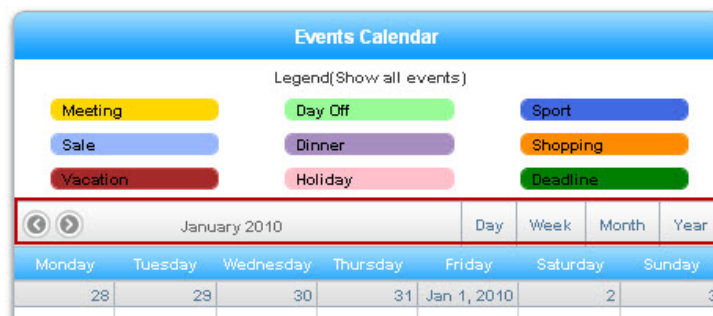 Events Calendar
Legend(Show all events)
Meeting Day Off Sport
Sale Dinner Shopping
Vacation Holiday Deadline
January 2010 Day Week Month Year
Monday Tuesday Wednesday Thursday Friday Saturday Sunday
28 29 30 31 Jan 1, 2010 2 3